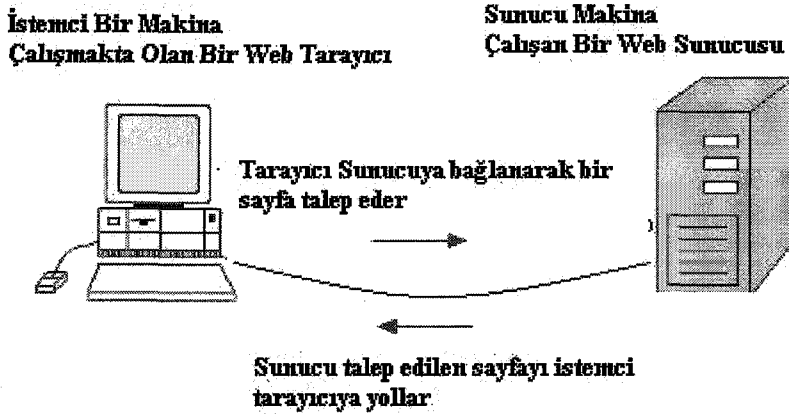 İstemci Bir Makina
Çalışmakta Olan Bir Web Tarayıcı
Sunucu Makina
Çalışan Bir Web Sunucusu
Tarayıcı Sunucuya bağlanarak bir
sayfa talep eder
Sunucu talep edilen sayfayı istemci
tarayıcıya yollar